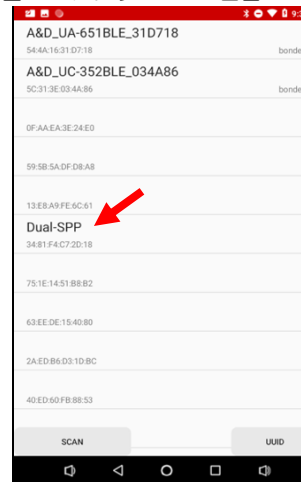 A&D_UA-651BLE_31D718
54:4A:16:31:D7:18
bonde
A&D_UC-352BLE_034A86
5C:31:3E:03:4A:86
bonde
0F:AA:EA:3E:24:E0
59:5B:5A:DF:D8:A8
13:E8:A9:FE:6C:61
Dual-SPP
34:81:F4:C7:2D:18
75:1E:14:51:B8:B2
63:EE:DE:15:40:80
2A:ED:B6:D3:1D:BC
40:ED:60:FB:88:53
SCAN
UUID